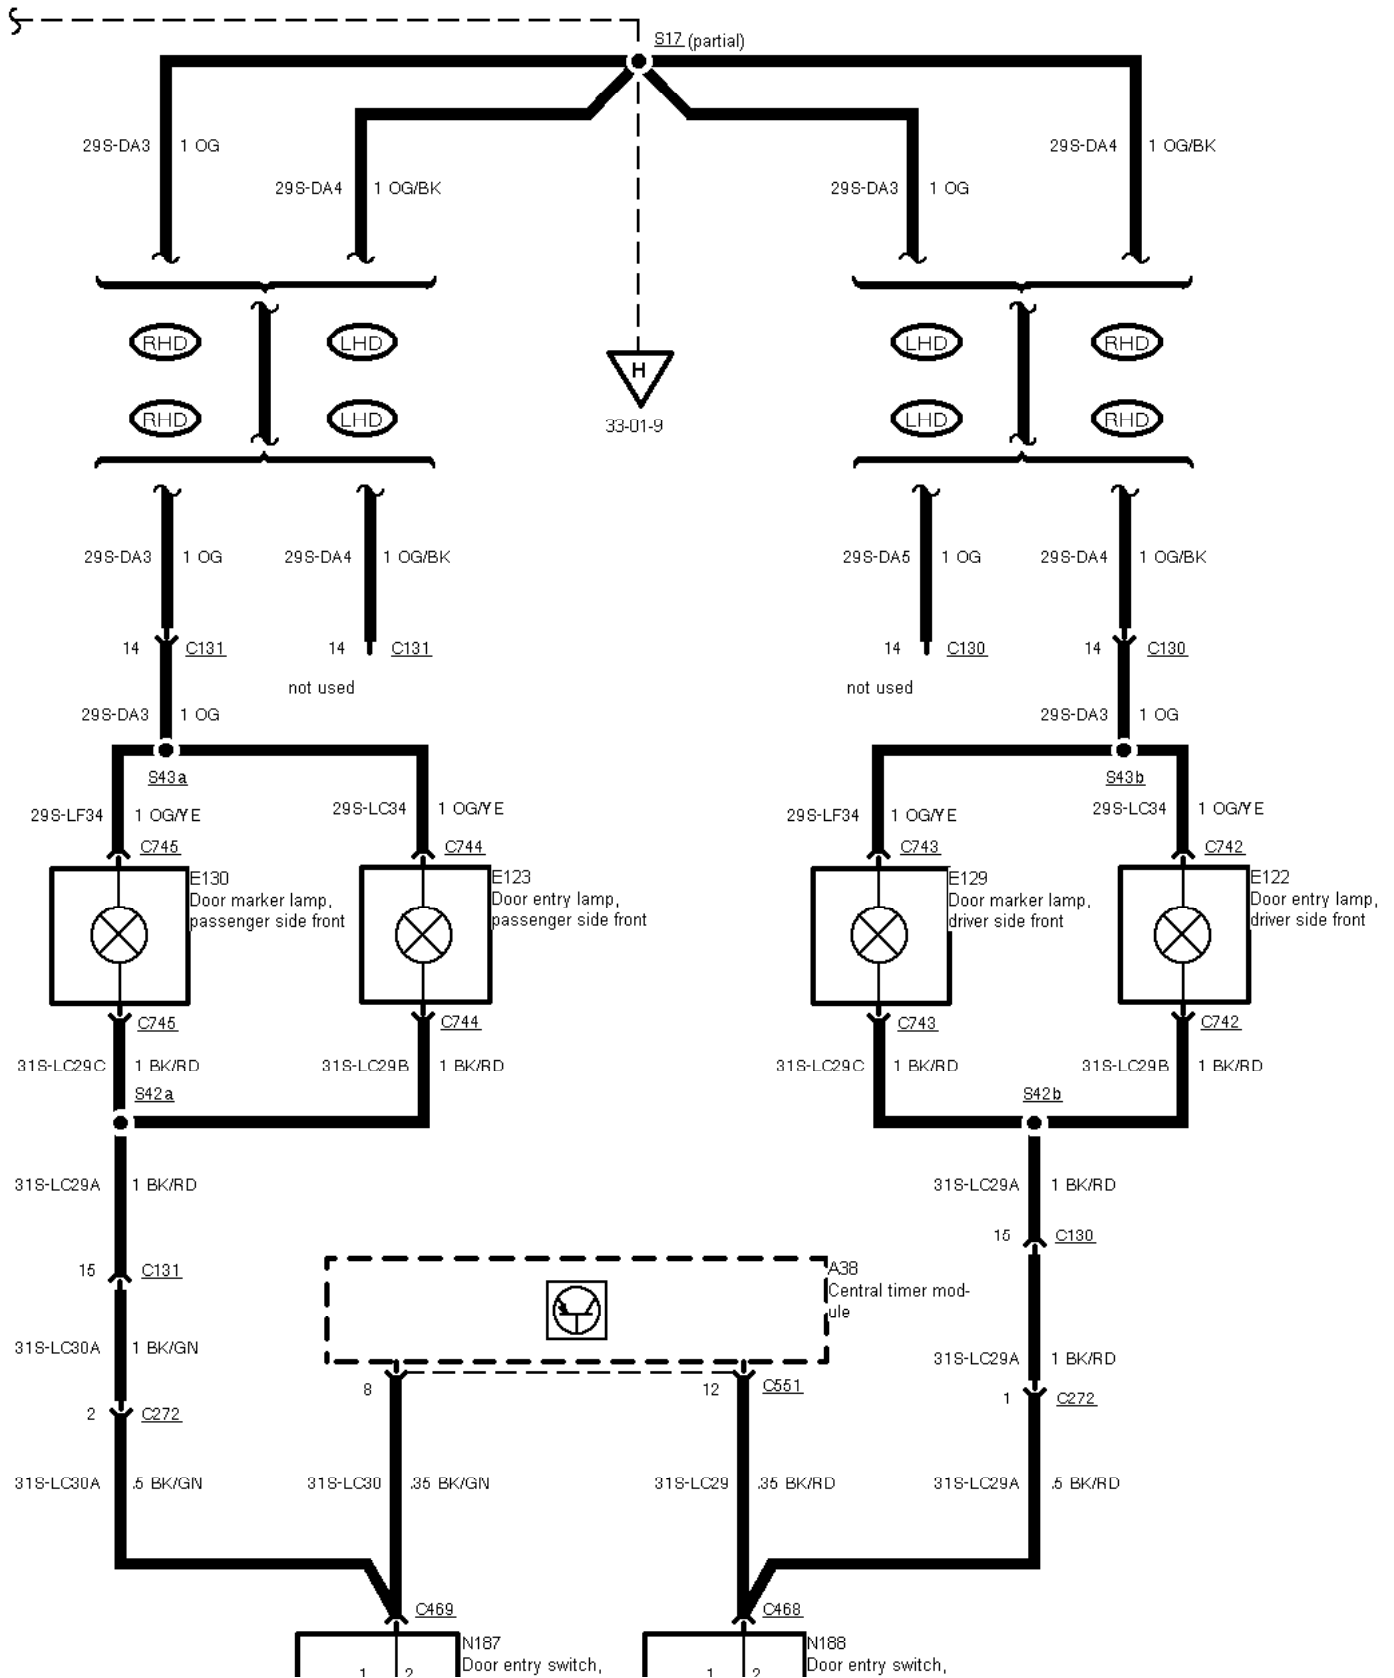 S17 (partial)
29S-DA3 1 OG
29S-DA4 1 OG/BK
29S-DA4 1 OG/BK
29S-DA3 1 OG
RHD LHD LHD RHD
H
RHD LHD LHD RHD
33-01-9
29S-DA3 1 OG 29S-DA4 1 OG/BK 29S-DA5 1 OG 29S-DA4 1 OG/BK
14 C131 14 C131 14 C130 14 C130
not used not used
29S-DA3 1 OG 29S-DA3 1 OG
S43a S43b
29S-LF34 1 OG/YE 29S-LC34 1 OG/YE 29S-LF34 1 OG/YE 29S-LC34 1 OG/YE
C745 C744 C743 C742
E130
Door marker lamp,
passenger side front
E123
Door entry lamp,
passenger side front
E129
Door marker lamp,
driver side front
E122
Door entry lamp,
driver side front
C745 C744 C743 C742
31S-LC29C 1 BK/RD 31S-LC29B 1 BK/RD 31S-LC29C 1 BK/RD 31S-LC29B 1 BK/RD
S42a S42b
31S-LC29A 1 BK/RD 31S-LC29A 1 BK/RD
15 C130
15 C131
A38
Central timer mod-
ule
31S-LC30A 1 BK/GN 31S-LC29A 1 BK/RD
8 12 C551
2 C272 1 C272
31S-LC30A .5 BK/GN 31S-LC30 .35 BK/GN 31S-LC29 .35 BK/RD 31S-LC29A .5 BK/RD
C469 C468
N187
Door entry switch,
N188
Door entry switch,
1 2 1 2